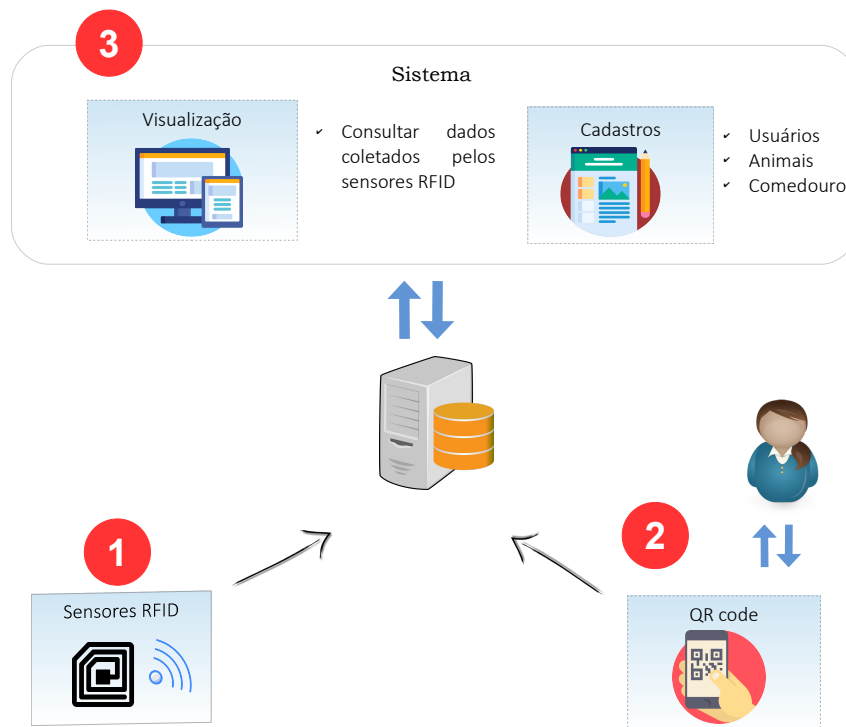 3
Sistema
Visualização
✔ Consultar dados
coletados pelos
sensores RFID
Cadastros
✔ Usuários
✔ Animais
✔ Comedouro
1
Sensores RFID
2
QR code